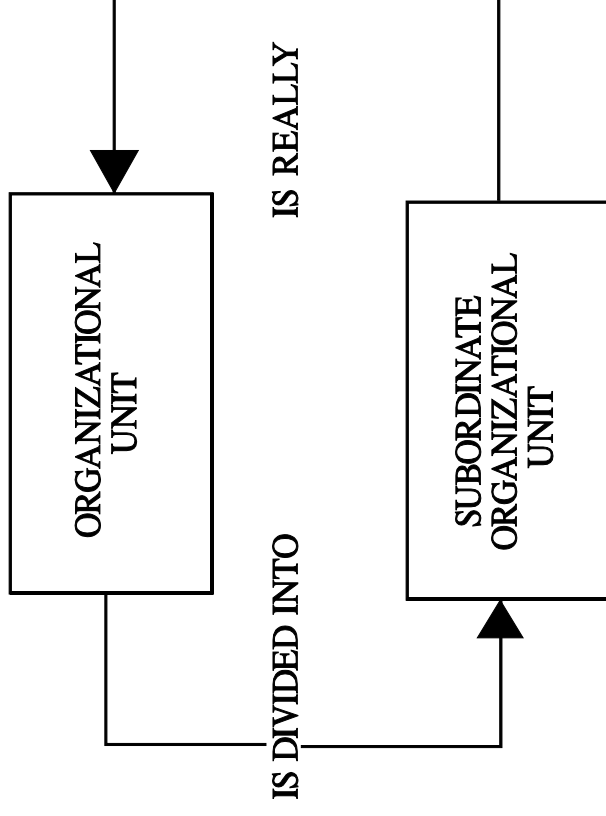 IS REALLY
ORGANIZATIONAL
UNIT
SUBORDINATE
ORGANIZATIONAL
UNIT
IS DIVIDED INTO